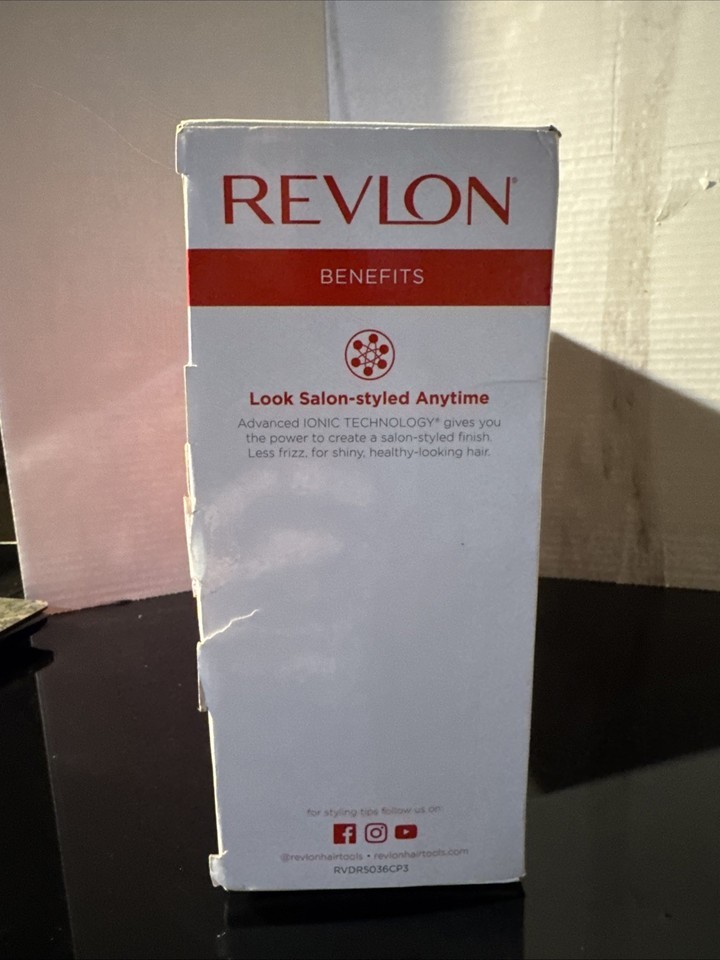 REVLON®
BENEFITS
Look Salon-styled Anytime
Advanced IONIC TECHNOLOGY® gives you
the power to create a salon-styled finish.
Less frizz, for shiny, healthy-looking hair.
for styling tips follow us on:
@revlonhairtools • revlonhairtools.com
RVDR5036CP3